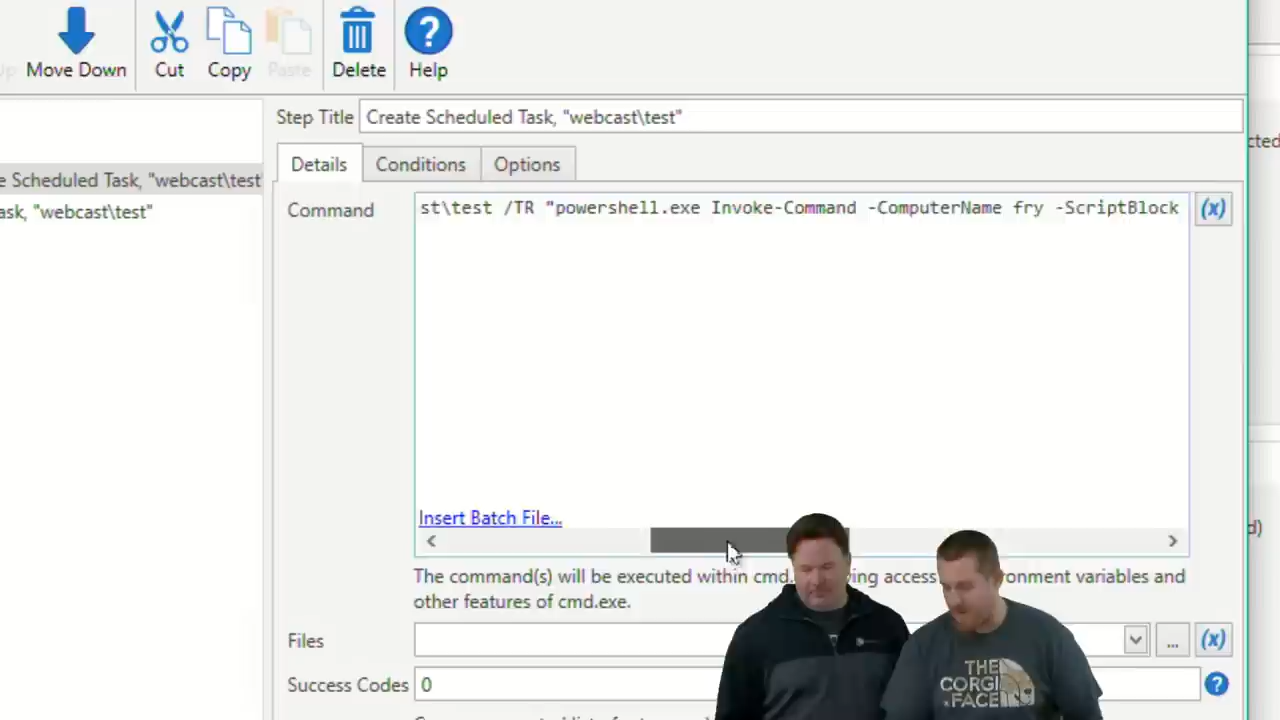 Move Down Cut Copy Paste Delete Help
Step Title Create Scheduled Task, "webcast\test"
Details Conditions Options
Scheduled Task, "webcast\test"
"webcast\test"
Command st\test /TR "powershell.exe Invoke-Command -ComputerName fry -ScriptBlock (x)
Insert Batch File...
The command(s) will be executed within access variables and
other features of cmd.exe.
Files ... (x)
Success Codes 0 ?
THE
CORGI
FACE